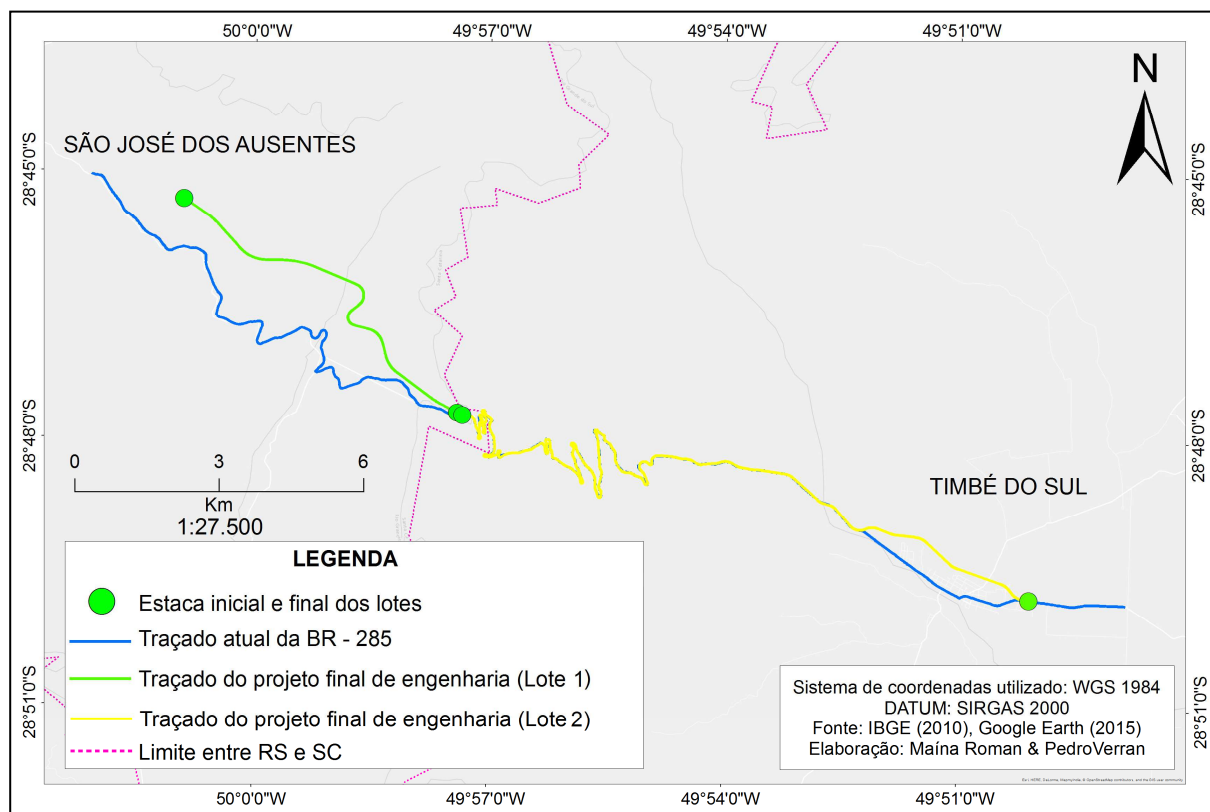 50°0'0"W 49°57'0"W 49°54'0"W 49°51'0"W
N
SÃO JOSÉ DOS AUSENTES
28°45'0"S 28°45'0"S
28°48'0"S 28°48'0"S
0 3 6
Km
1:27.500
TIMBÉ DO SUL
LEGENDA
Estaca inicial e final dos lotes
Traçado atual da BR - 285
Traçado do projeto final de engenharia (Lote 1)
Traçado do projeto final de engenharia (Lote 2)
Limite entre RS e SC
28°51'0"S 28°51'0"S
Sistema de coordenadas utilizado: WGS 1984
DATUM: SIRGAS 2000
Fonte: IBGE (2010), Google Earth (2015)
Elaboração: Maína Roman & PedroVerran
50°0'0"W 49°57'0"W 49°54'0"W 49°51'0"W